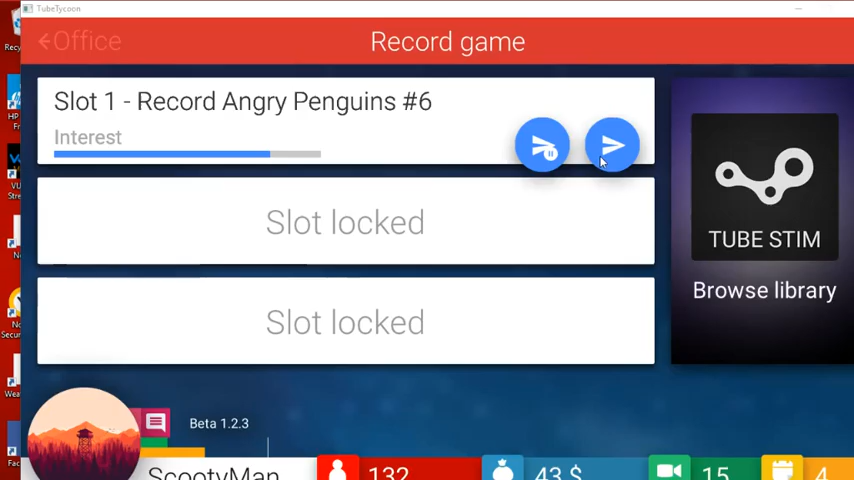 TubeTycoon
Office
Record game
Slot 1 - Record Angry Penguins #6
Interest
Slot locked
Slot locked
TUBE STIM
Browse library
Beta 1.2.3
ScootyMan
132
43 $
15
4
HP